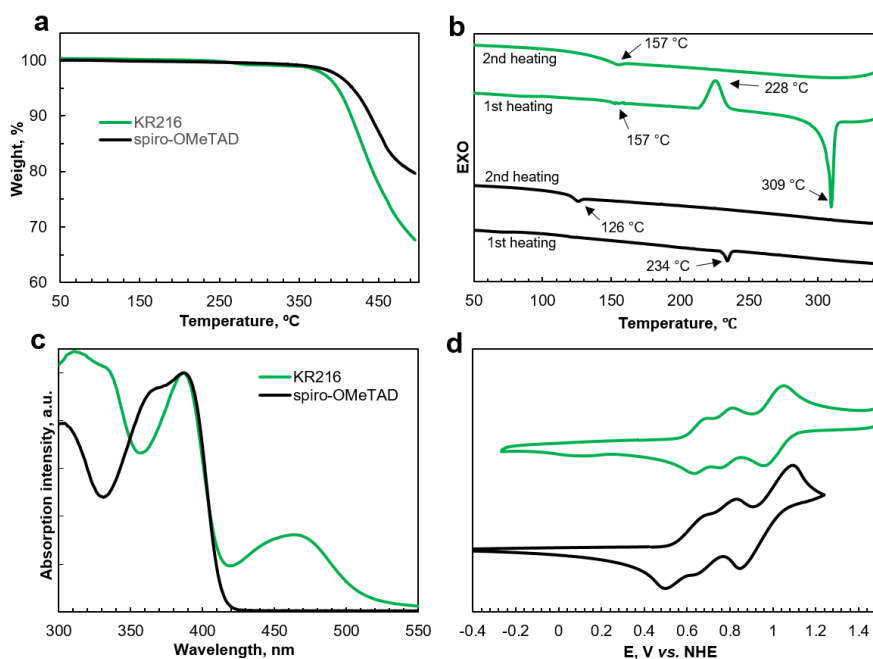 a
Weight, %
100
90
80
70
60
KR216
spiro-OMeTAD
50
150
250
350
450
Temperature, ºC
b
EXO
2nd heating
157 °C
1st heating
157 °C
228 °C
309 °C
2nd heating
126 °C
1st heating
234 °C
50
100
150
200
250
300
Temperature, ℃
c
Absorption intensity, a.u.
KR216
spiro-OMeTAD
300
350
400
450
500
550
Wavelength, nm
d
-0.4
-0.2
0
0.2
0.4
0.6
0.8
1
1.2
1.4
E, V vs. NHE